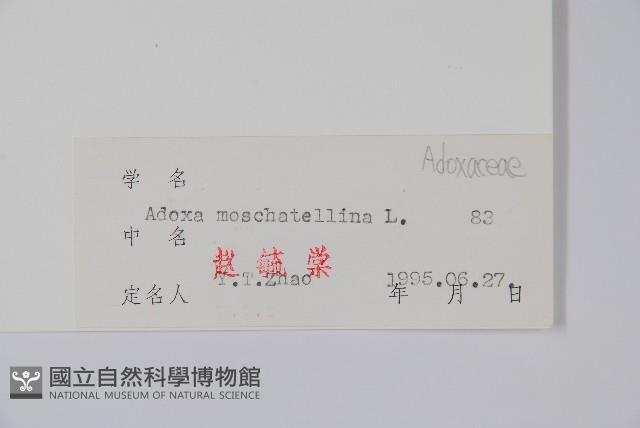 Adoxaceae
学 名
Adoxa moschatellina L. 83
中 名
赵 毓 棠
定名人 Y.T.Zhao 1995.06.27.
年 月 日
國立自然科學博物館
NATIONAL MUSEUM OF NATURAL SCIENCE